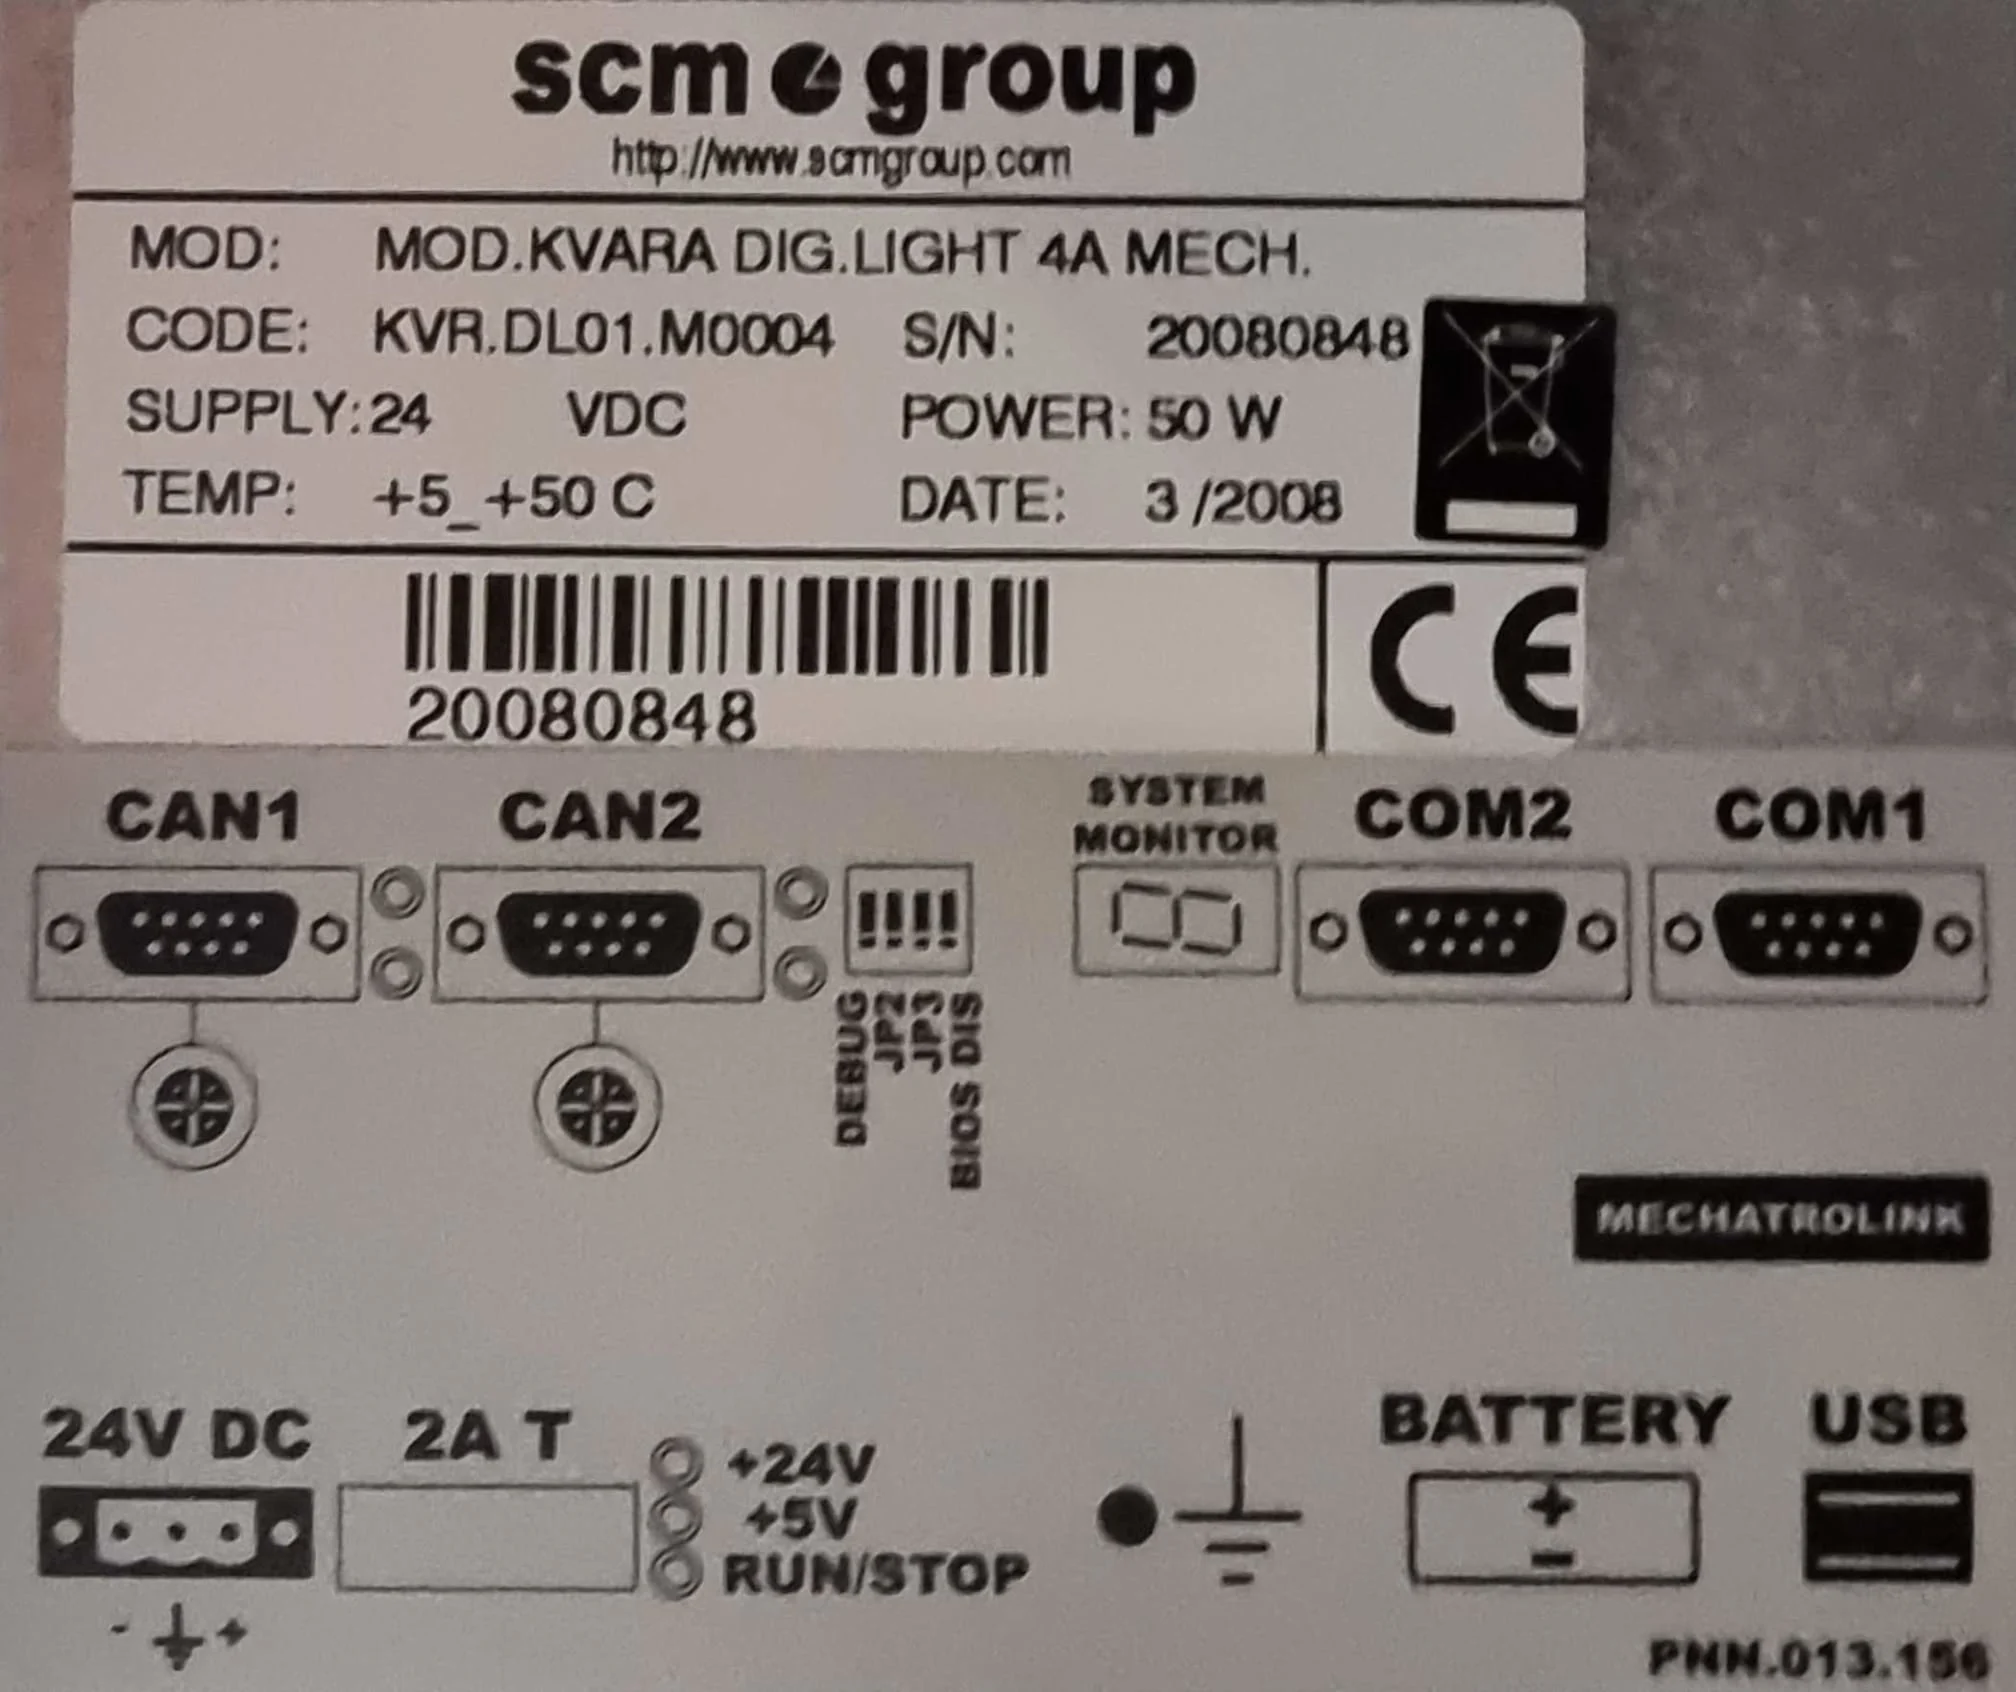 scm group
http://www.scmgroup.com
MOD: MOD.KVARA DIG.LIGHT 4A MECH.
CODE: KVR.DL01.M0004 S/N: 20080848
SUPPLY: 24 VDC POWER: 50 W
TEMP: +5_+50 C DATE: 3 /2008
20080848
CE
CAN1 CAN2 SYSTEM MONITOR COM2 COM1
DEBUG
JP2
JP3
BIOS DIS
MECHATROLINK
24V DC 2A T BATTERY USB
+24V
+5V
RUN/STOP
+
-
- +
PNN.013.156